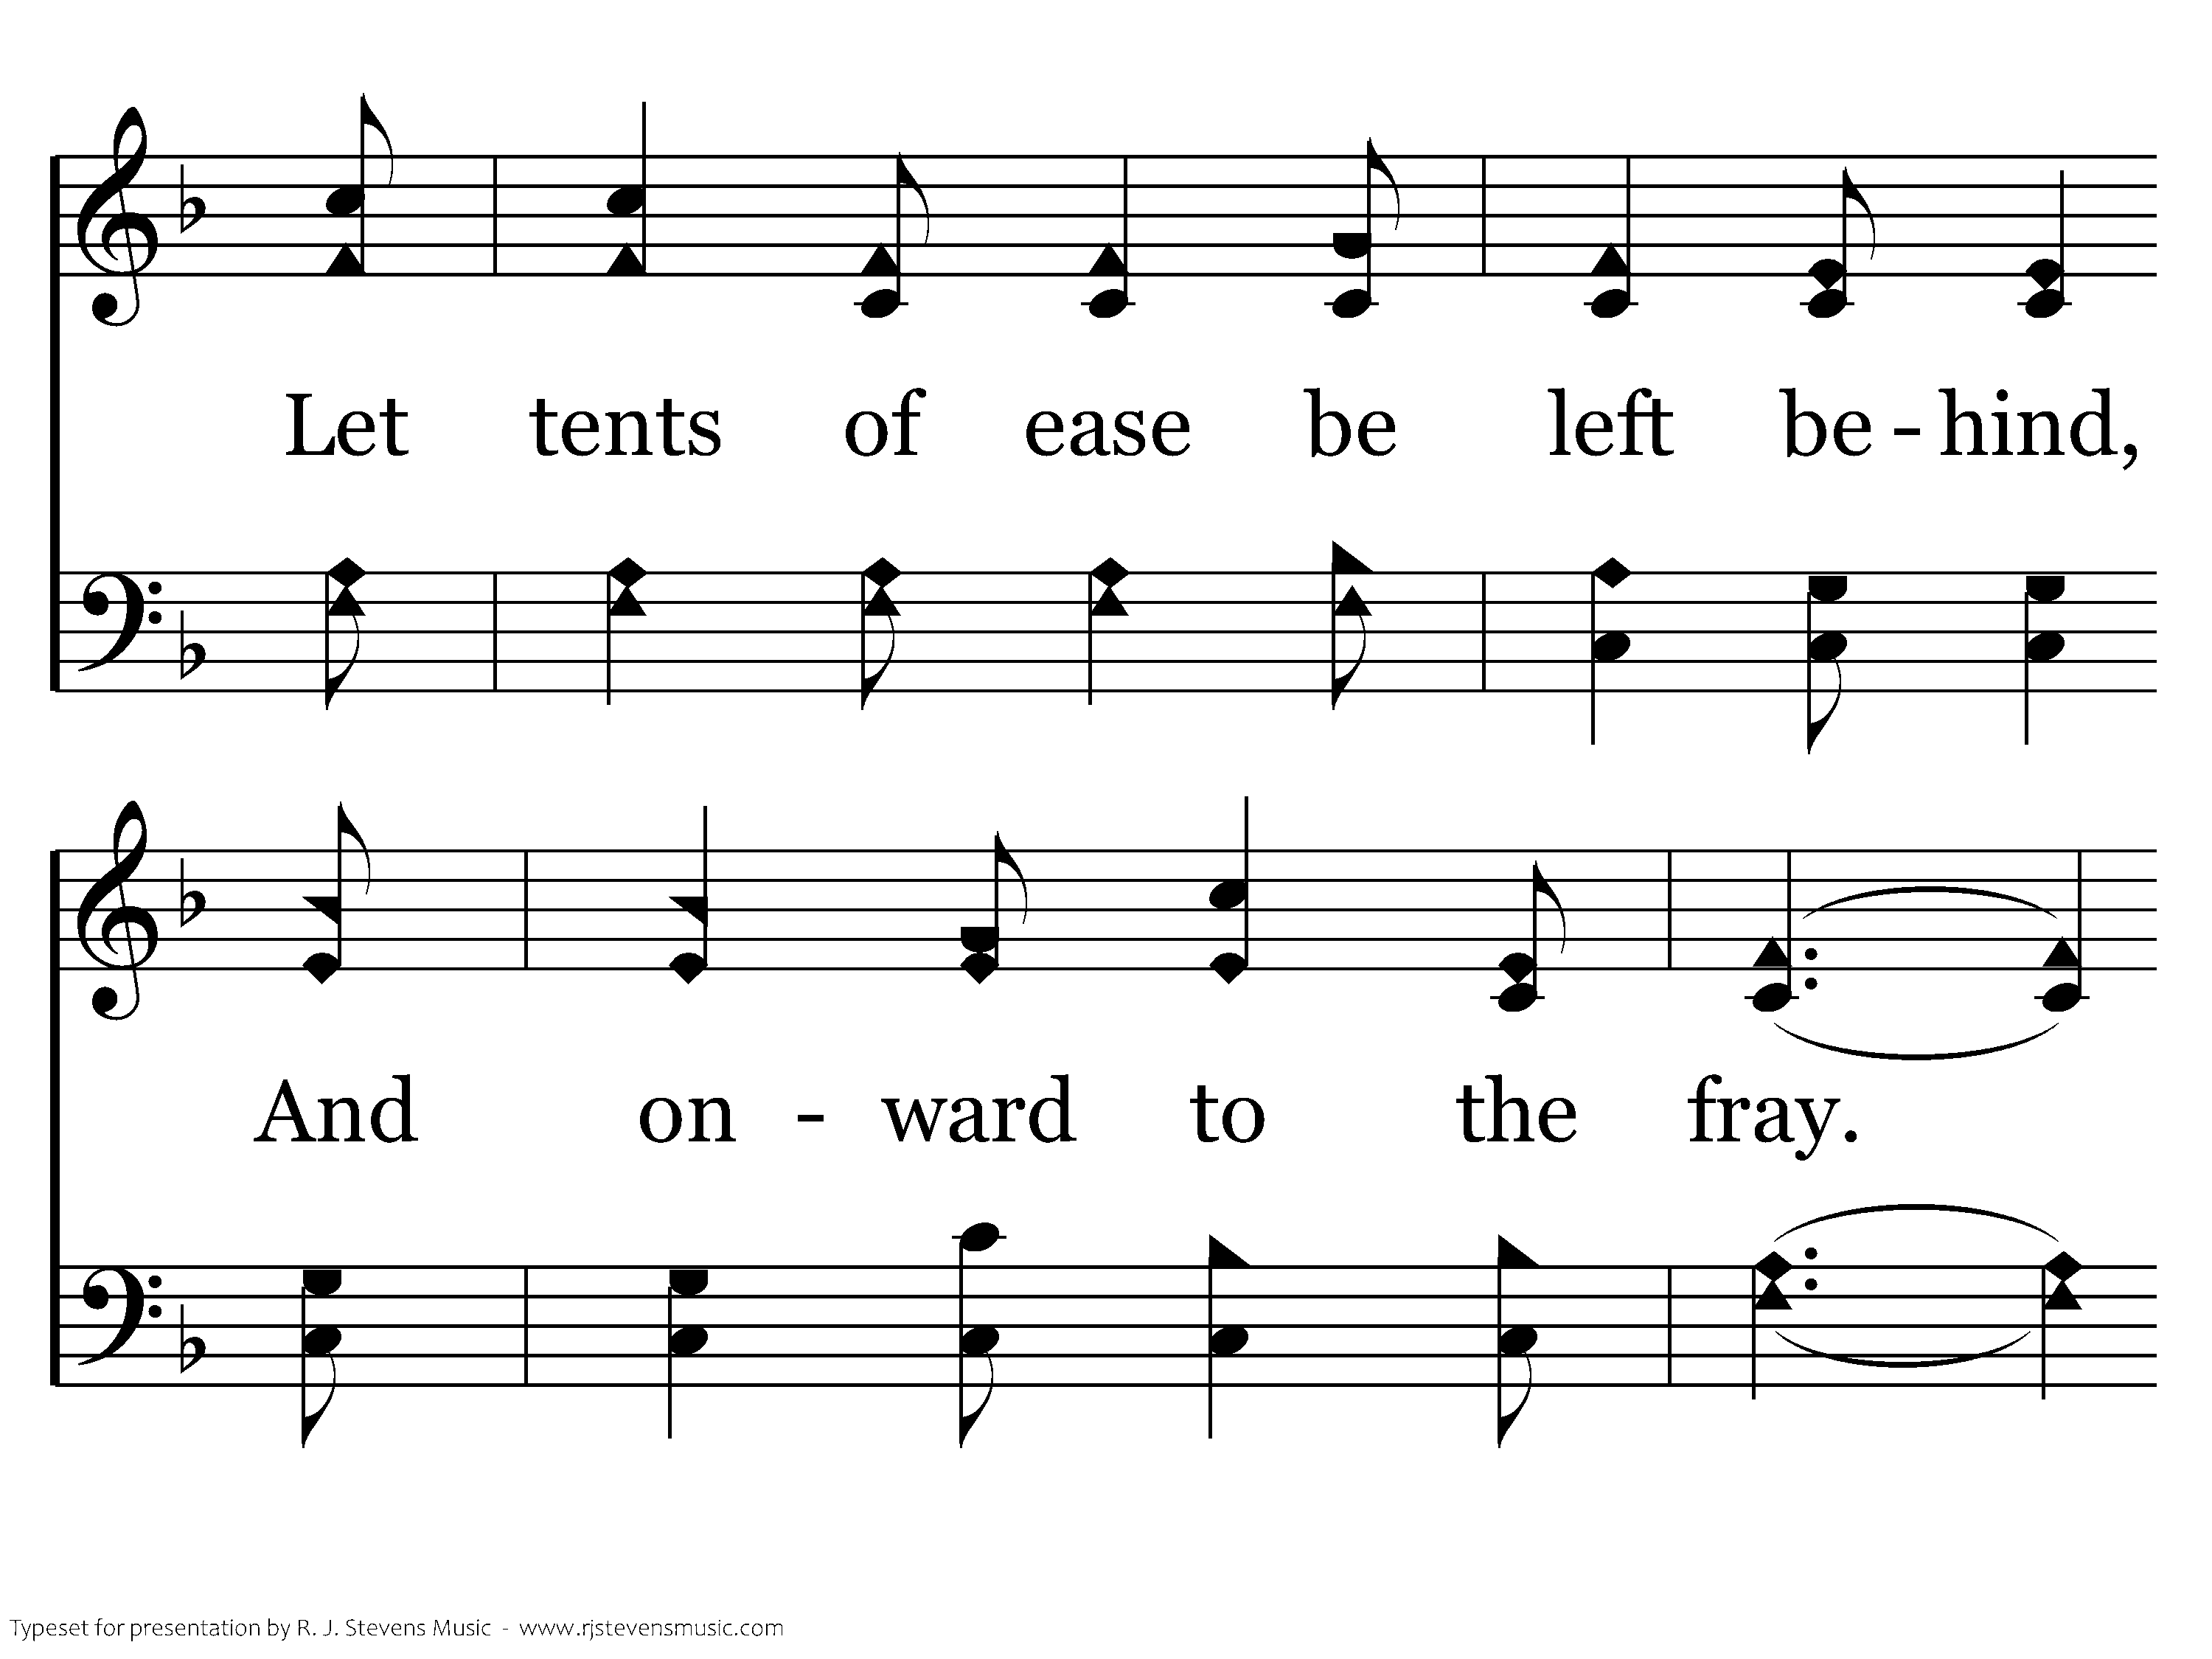 Let tents of ease be left be - hind,
And on - ward to the fray.
Typeset for presentation by R. J. Stevens Music - www.rjstevensmusic.com